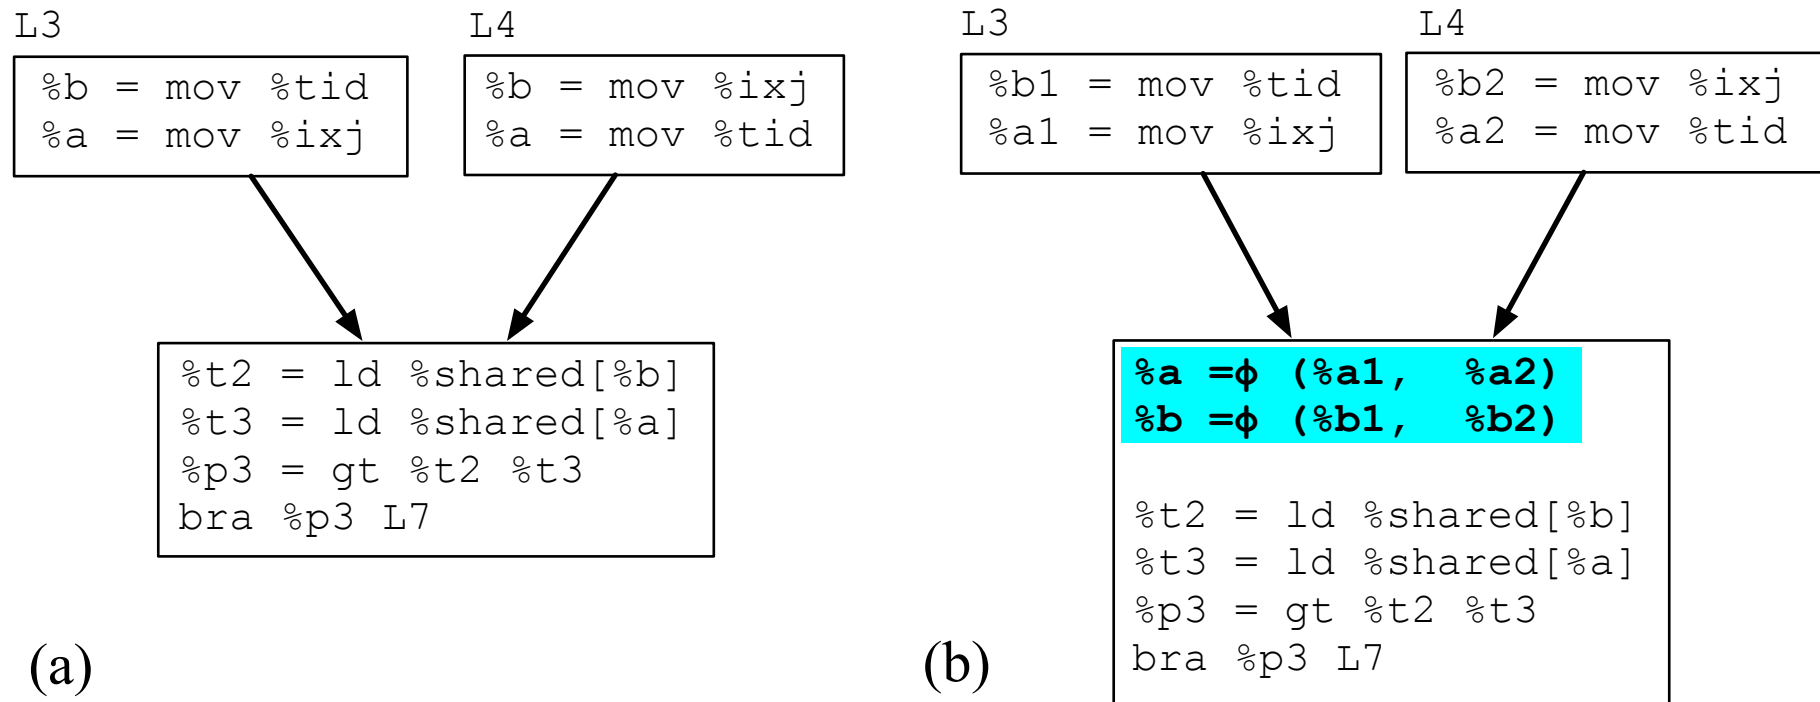 L3
%b = mov %tid
%a = mov %ixj
L4
%b = mov %ixj
%a = mov %tid
%t2 = ld %shared[%b]
%t3 = ld %shared[%a]
%p3 = gt %t2 %t3
bra %p3 L7
(a)
L3
%b1 = mov %tid
%a1 = mov %ixj
L4
%b2 = mov %ixj
%a2 = mov %tid
%a =ϕ (%a1, %a2)
%b =ϕ (%b1, %b2)
%t2 = ld %shared[%b]
%t3 = ld %shared[%a]
%p3 = gt %t2 %t3
bra %p3 L7
(b)